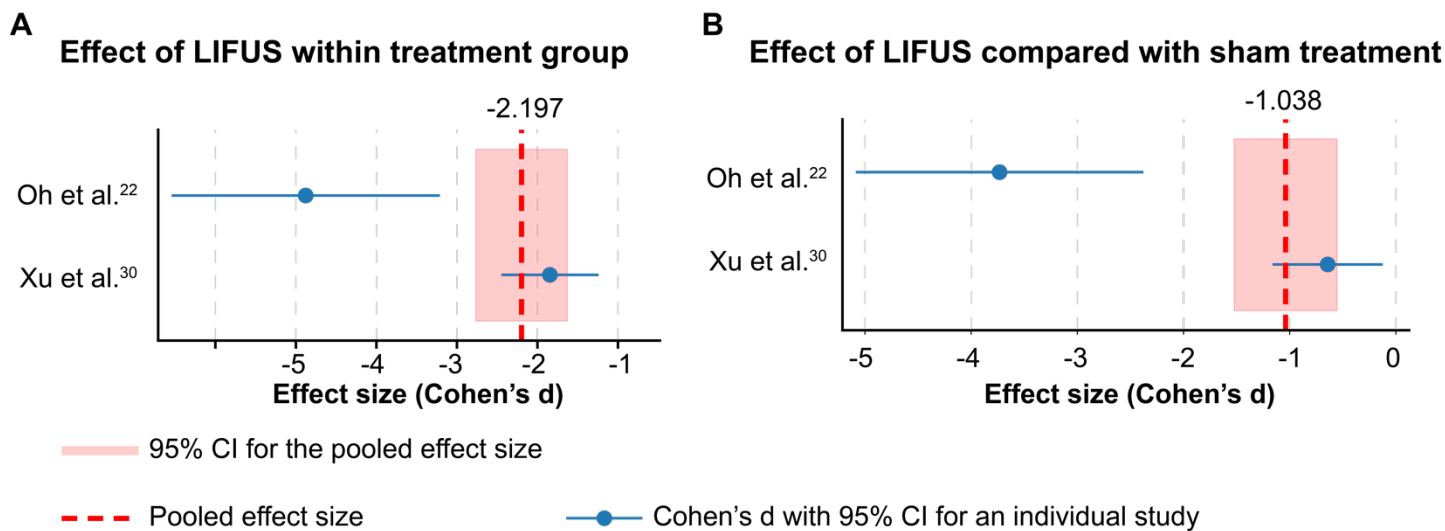 A
Effect of LIFUS within treatment group
-2.197
Oh et al.22
Xu et al.30
-5 -4 -3 -2 -1
Effect size (Cohen’s d)
B
Effect of LIFUS compared with sham treatment
-1.038
Oh et al.22
Xu et al.30
-5 -4 -3 -2 -1 0
Effect size (Cohen’s d)
95% CI for the pooled effect size
Pooled effect size
Cohen’s d with 95% CI for an individual study